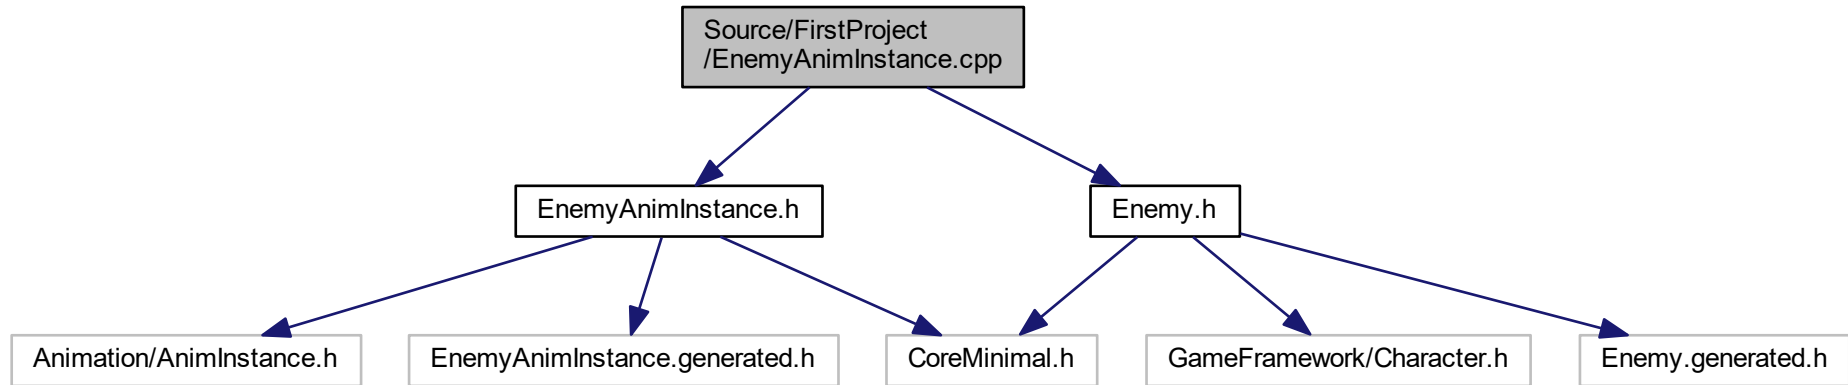 Source/FirstProject
/EnemyAnimInstance.cpp
EnemyAnimInstance.h
Enemy.h
Animation/AnimInstance.h
EnemyAnimInstance.generated.h
CoreMinimal.h
GameFramework/Character.h
Enemy.generated.h